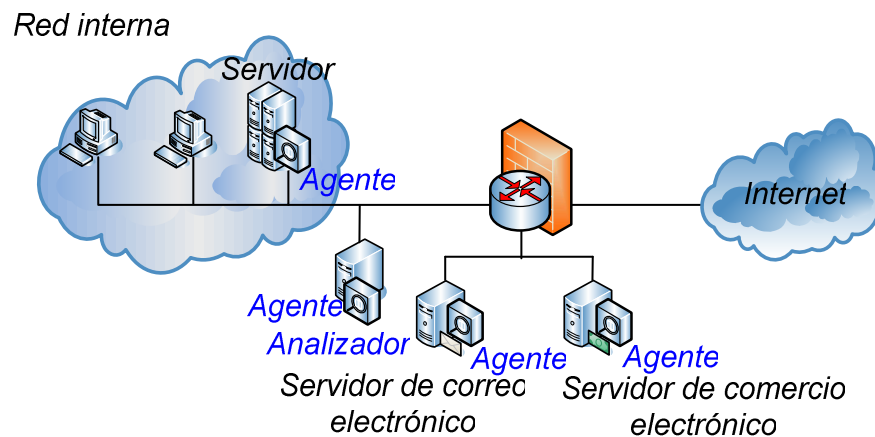 Red interna
Servidor
Agente
Internet
Agente
Analizador
Agente
Agente
Servidor de correo
electrónico
Servidor de comercio
electrónico